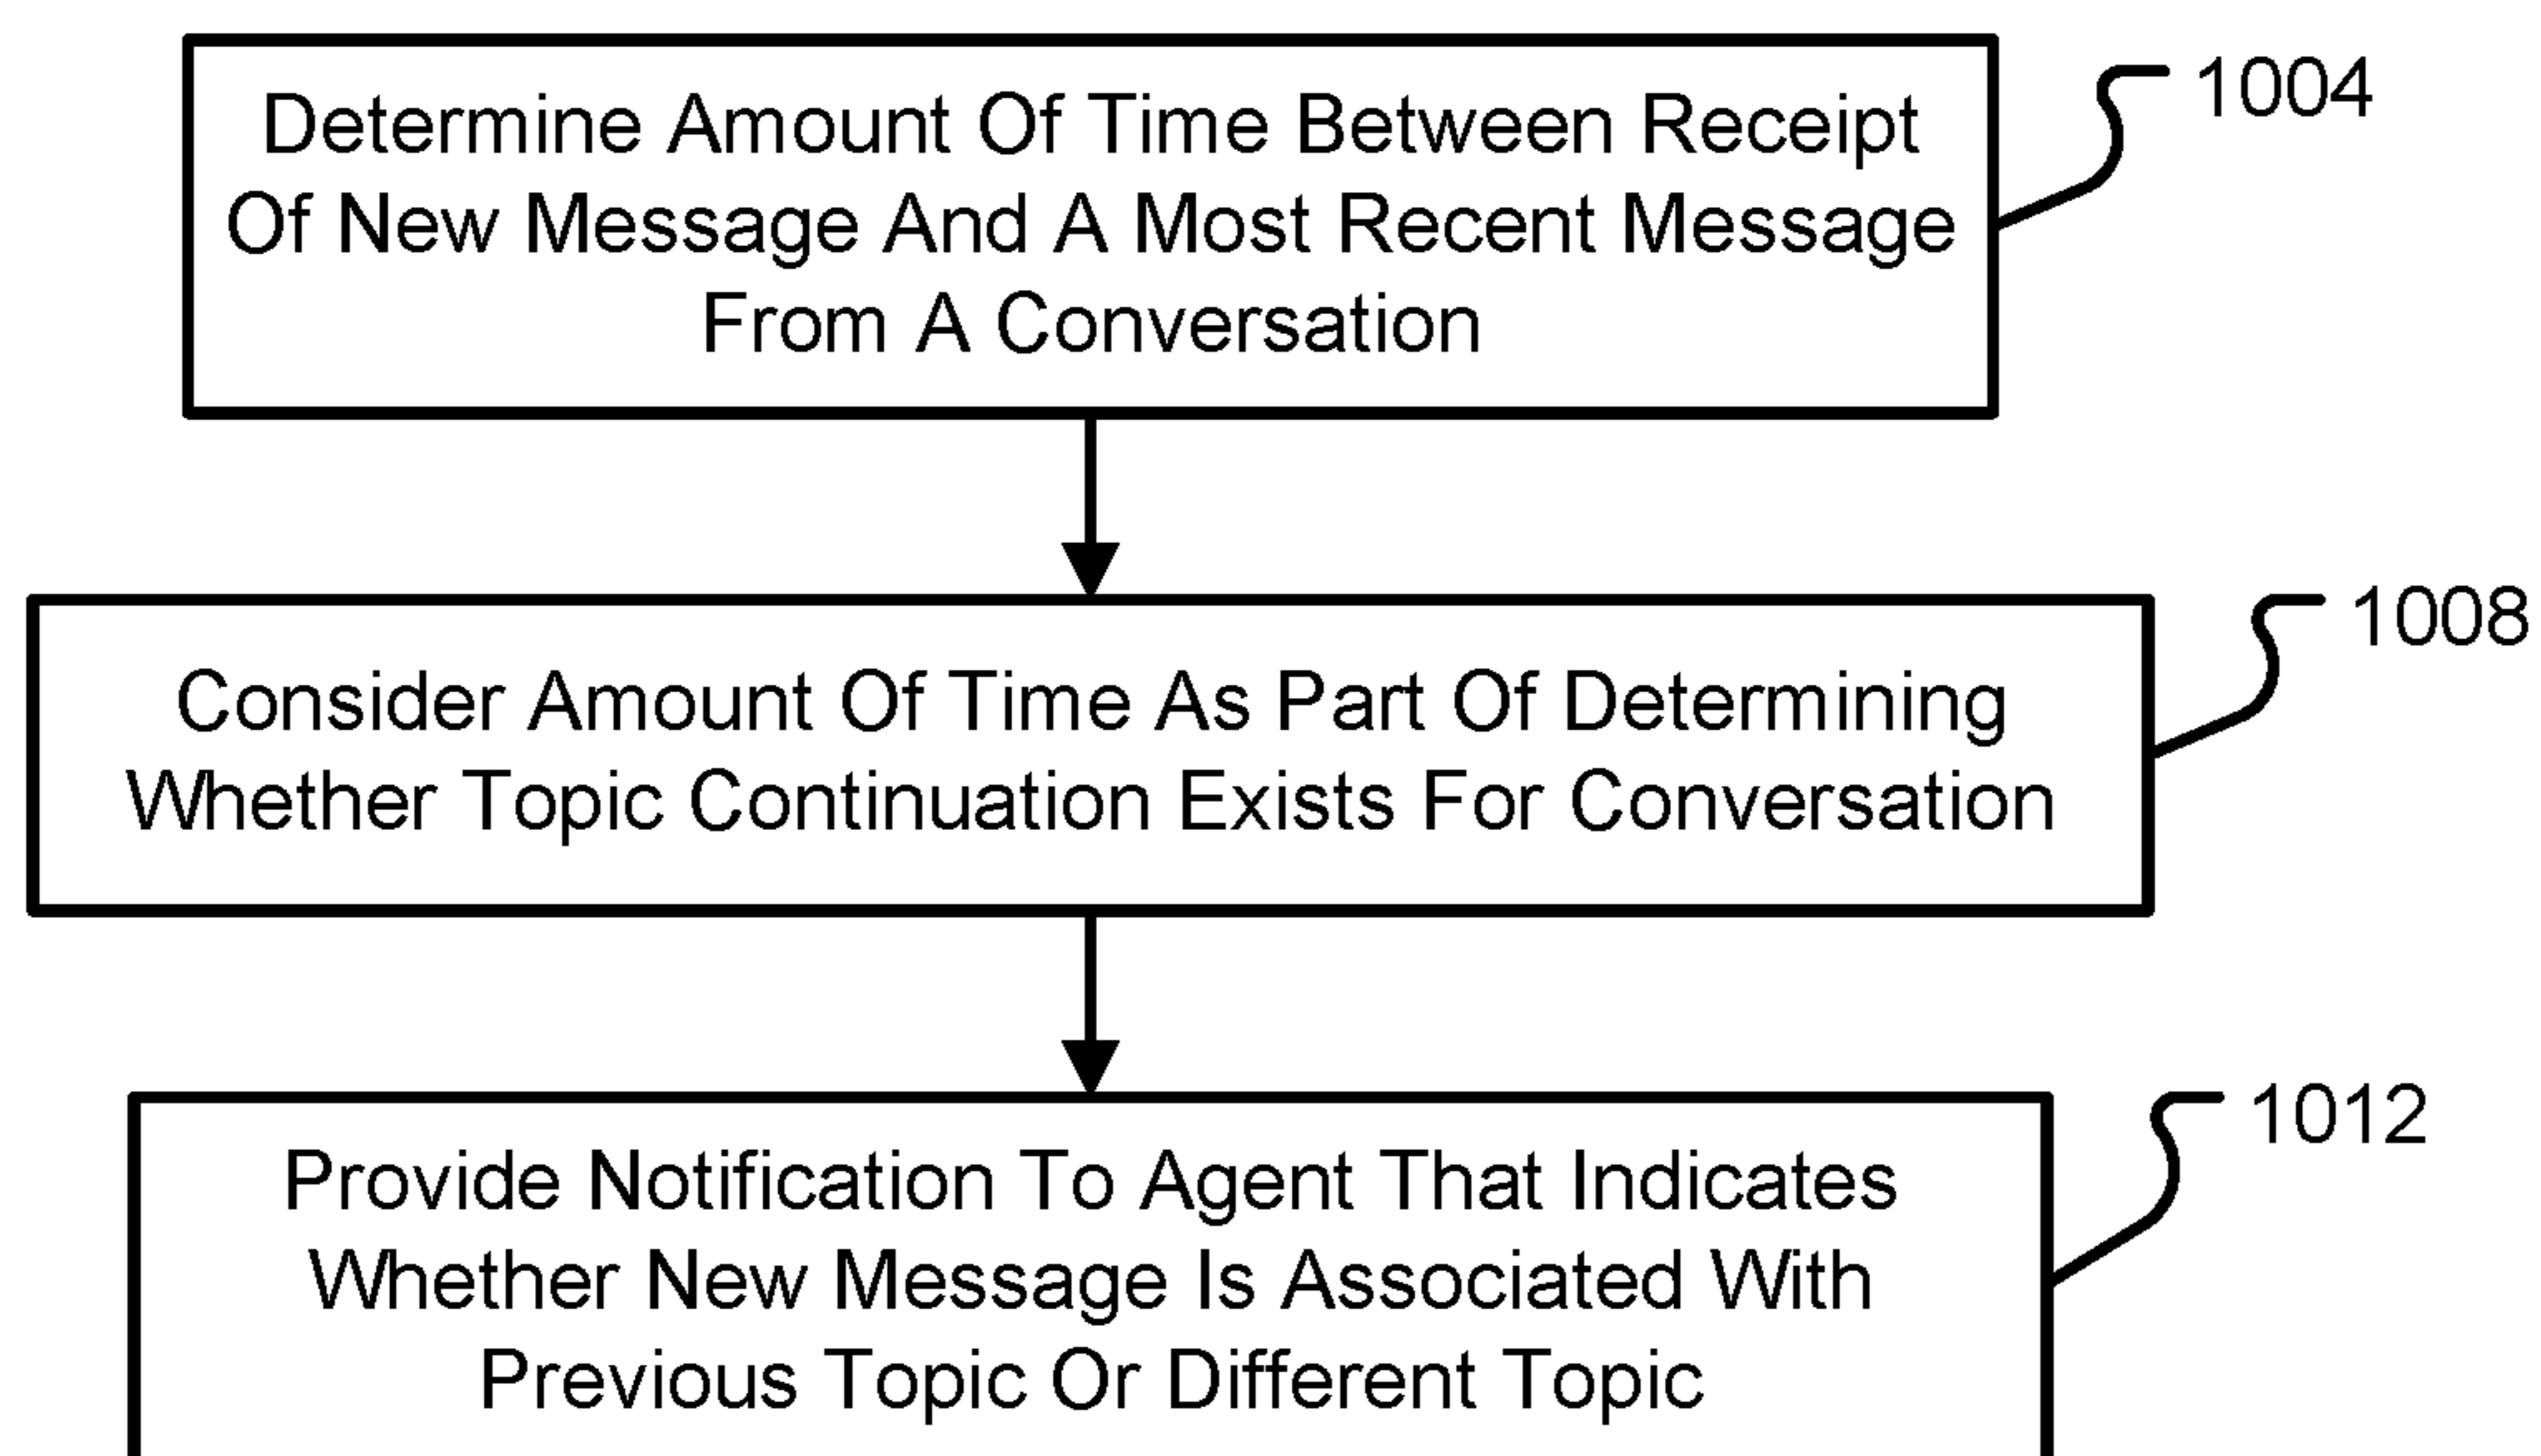 Determine Amount Of Time Between Receipt
Of New Message And A Most Recent Message
From A Conversation
1004
Consider Amount Of Time As Part Of Determining
Whether Topic Continuation Exists For Conversation
1008
Provide Notification To Agent That Indicates
Whether New Message Is Associated With
Previous Topic Or Different Topic
1012